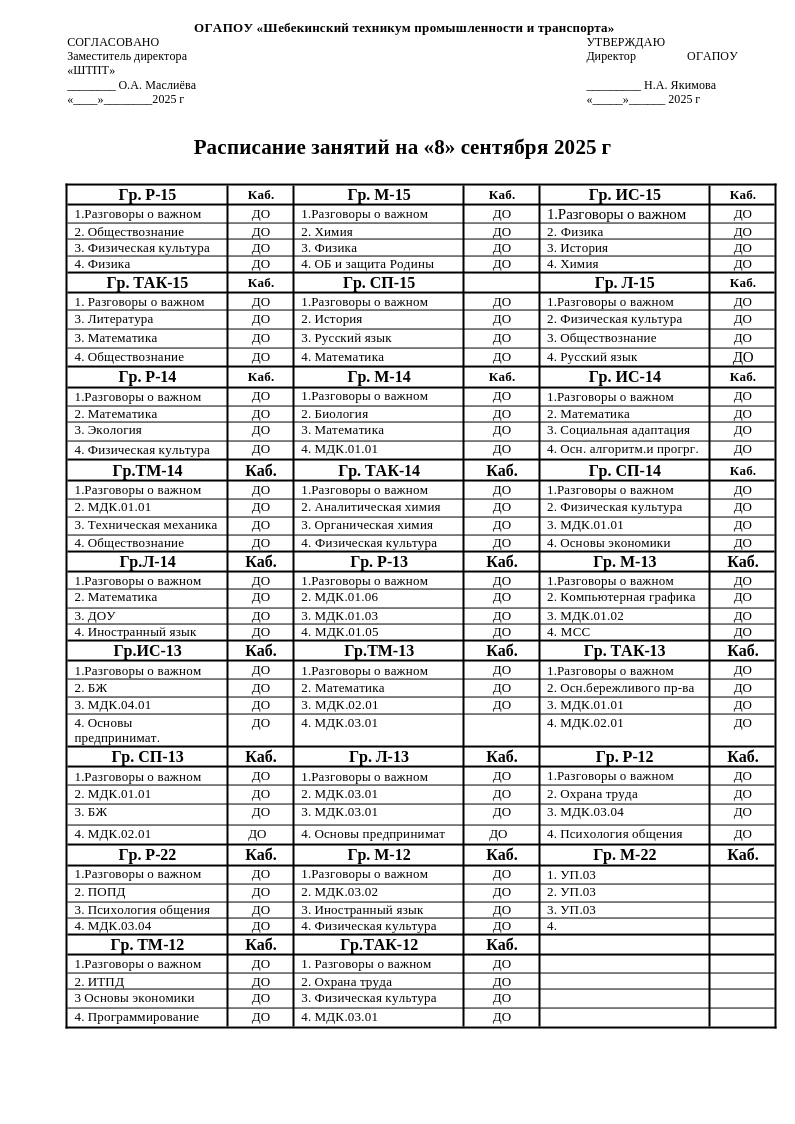 ОГАПОУ «Шебекинский техникум промышленности и транспорта»
СОГЛАСОВАНО УТВЕРЖДАЮ
Заместитель директора Директор ОГАПОУ
«ШТПТ»
________ О.А. Маслиёва _________ Н.А. Якимова
«____»________2025 г «_____»______ 2025 г
Расписание занятий на «8» сентября 2025 г
Гр. Р-15 Каб. Гр. М-15 Каб. Гр. ИС-15 Каб.
1.Разговоры о важном ДО 1.Разговоры о важном ДО 1.Разговоры о важном ДО
2. Обществознание ДО 2. Химия ДО 2. Физика ДО
3. Физическая культура ДО 3. Физика ДО 3. История ДО
4. Физика ДО 4. ОБ и защита Родины ДО 4. Химия ДО
Гр. ТАК-15 Каб. Гр. СП-15 Гр. Л-15 Каб.
1. Разговоры о важном ДО 1.Разговоры о важном ДО 1.Разговоры о важном ДО
3. Литература ДО 2. История ДО 2. Физическая культура ДО
3. Математика ДО 3. Русский язык ДО 3. Обществознание ДО
4. Обществознание ДО 4. Математика ДО 4. Русский язык ДО
Гр. Р-14 Каб. Гр. М-14 Каб. Гр. ИС-14 Каб.
1.Разговоры о важном ДО 1.Разговоры о важном ДО 1.Разговоры о важном ДО
2. Математика ДО 2. Биология ДО 2. Математика ДО
3. Экология ДО 3. Математика ДО 3. Социальная адаптация ДО
4. Физическая культура ДО 4. МДК.01.01 ДО 4. Осн. алгоритм.и прогрг. ДО
Гр.ТМ-14 Каб. Гр. ТАК-14 Каб. Гр. СП-14 Каб.
1.Разговоры о важном ДО 1.Разговоры о важном ДО 1.Разговоры о важном ДО
2. МДК.01.01 ДО 2. Аналитическая химия ДО 2. Физическая культура ДО
3. Техническая механика ДО 3. Органическая химия ДО 3. МДК.01.01 ДО
4. Обществознание ДО 4. Физическая культура ДО 4. Основы экономики ДО
Гр.Л-14 Каб. Гр. Р-13 Каб. Гр. М-13 Каб.
1.Разговоры о важном ДО 1.Разговоры о важном ДО 1.Разговоры о важном ДО
2. Математика ДО 2. МДК.01.06 ДО 2. Компьютерная графика ДО
3. ДОУ ДО 3. МДК.01.03 ДО 3. МДК.01.02 ДО
4. Иностранный язык ДО 4. МДК.01.05 ДО 4. МСС ДО
Гр.ИС-13 Каб. Гр.ТМ-13 Каб. Гр. ТАК-13 Каб.
1.Разговоры о важном ДО 1.Разговоры о важном ДО 1.Разговоры о важном ДО
2. БЖ ДО 2. Математика ДО 2. Осн.бережливого пр-ва ДО
3. МДК.04.01 ДО 3. МДК.02.01 ДО 3. МДК.01.01 ДО
4. Основы ДО 4. МДК.03.01 4. МДК.02.01 ДО
предпринимат.
Гр. СП-13 Каб. Гр. Л-13 Каб. Гр. Р-12 Каб.
1.Разговоры о важном ДО 1.Разговоры о важном ДО 1.Разговоры о важном ДО
2. МДК.01.01 ДО 2. МДК.03.01 ДО 2. Охрана труда ДО
3. БЖ ДО 3. МДК.03.01 ДО 3. МДК.03.04 ДО
4. МДК.02.01 ДО 4. Основы предпринимат ДО 4. Психология общения ДО
Гр. Р-22 Каб. Гр. М-12 Каб. Гр. М-22 Каб.
1.Разговоры о важном ДО 1.Разговоры о важном ДО 1. УП.03
2. ПОПД ДО 2. МДК.03.02 ДО 2. УП.03
3. Психология общения ДО 3. Иностранный язык ДО 3. УП.03
4. МДК.03.04 ДО 4. Физическая культура ДО 4.
Гр. ТМ-12 Каб. Гр.ТАК-12 Каб.
1.Разговоры о важном ДО 1. Разговоры о важном ДО
2. ИТПД ДО 2. Охрана труда ДО
3 Основы экономики ДО 3. Физическая культура ДО
4. Программирование ДО 4. МДК.03.01 ДО